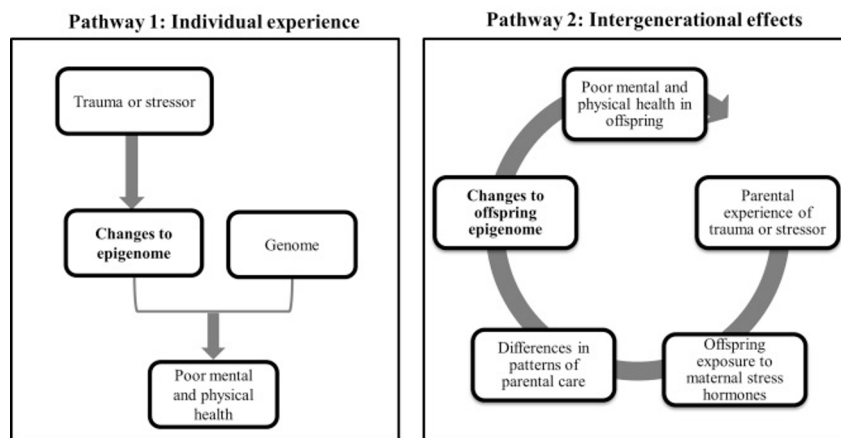 Pathway 1: Individual experience
Trauma or stressor
Changes to
epigenome
Genome
Poor mental
and physical
health
Pathway 2: Intergenerational effects
Poor mental and
physical health in
offspring
Changes to
offspring
epigenome
Parental
experience of
trauma or stressor
Differences in
patterns of
parental care
Offspring
exposure to
maternal stress
hormones